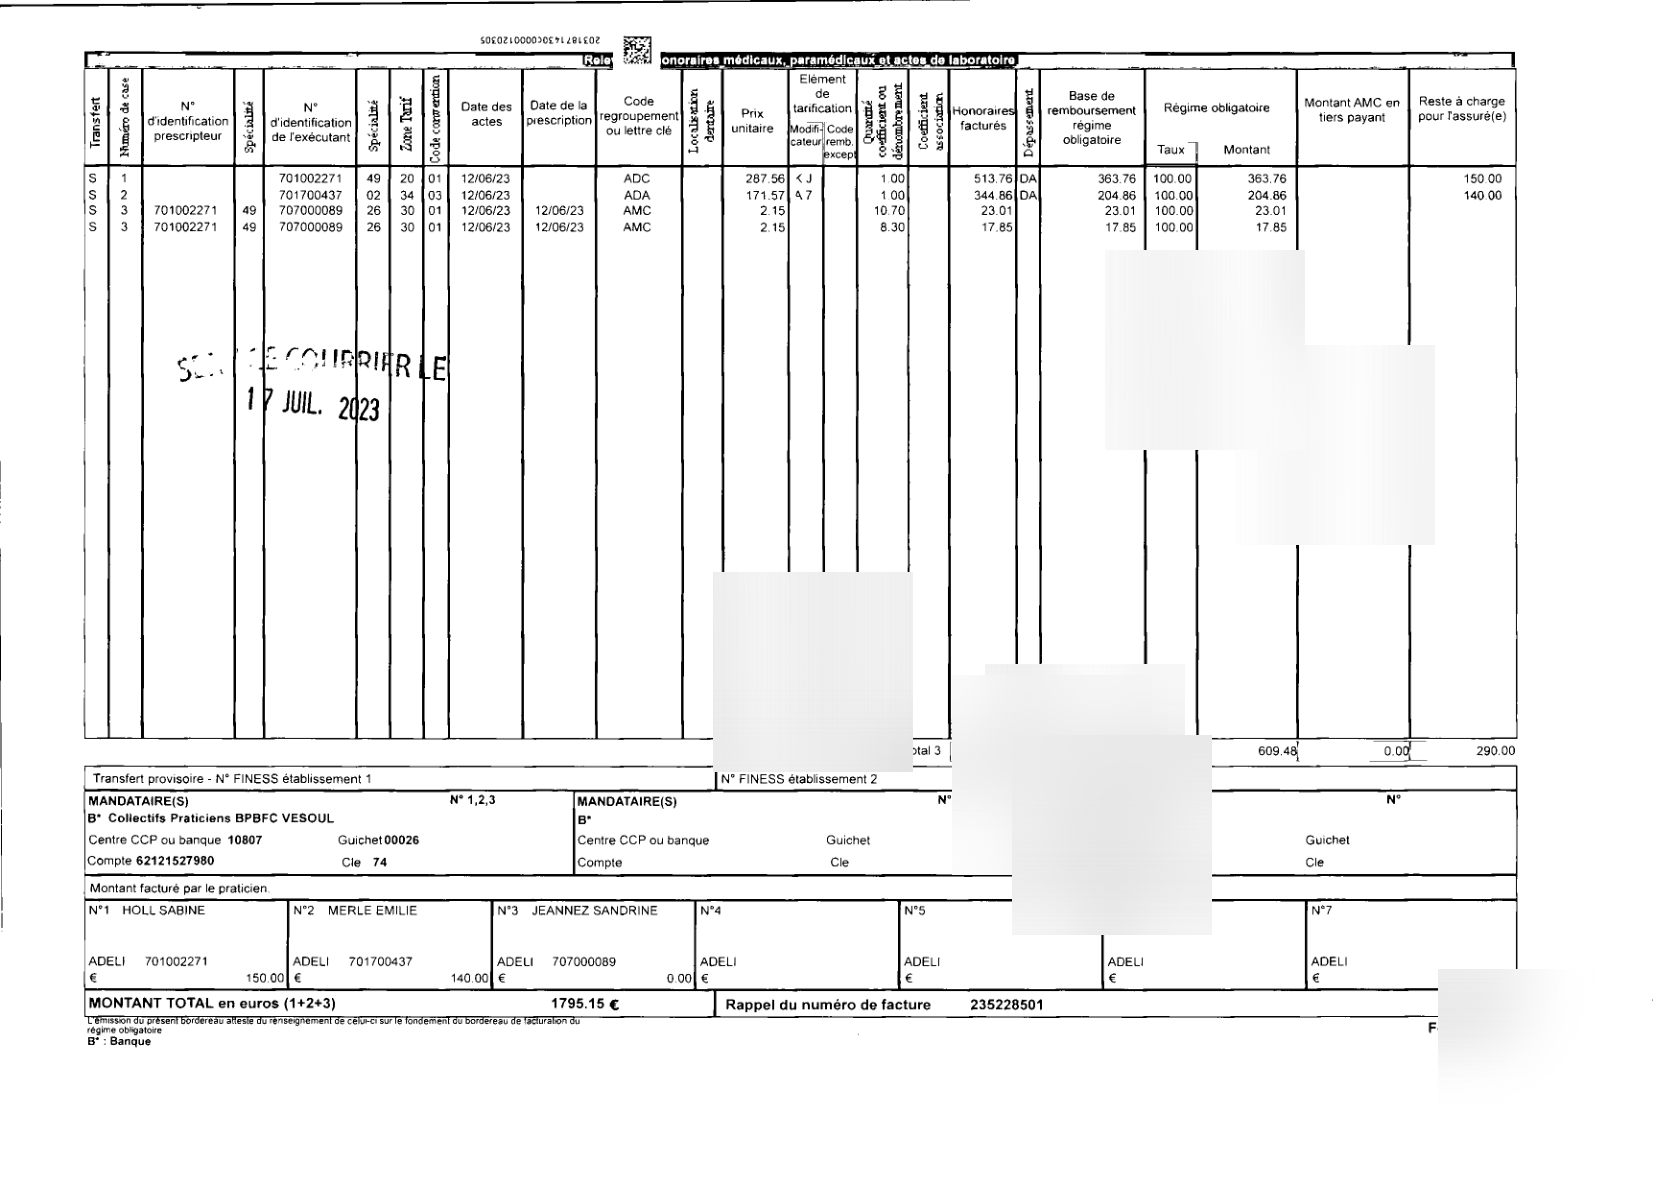 203187143OC0000120305
onoraires médicaux, paramédicaux et actes de laboratoire
Transfert
Numéro de case
N° d'identification prescripteur
Spécialité
N° d'identification de l'exécutant
Spécialité
Zone Tarif
Code convention
Date des actes
Date de la prescription
Code regroupement ou lettre clé
Localisation dentaire
Prix unitaire
Elément de tarification
Modifi-cateur
Code remb. except
Quantité coefficient ou dénombrement
Coefficient association
Honoraires facturés
Dépassement
Base de remboursement régime obligatoire
Régime obligatoire
Taux
Montant
Montant AMC en tiers payant
Reste à charge pour l'assuré(e)
S 1 701002271 49 20 01 12/06/23 ADC 287.56 J 1.00 513.76 DA 363.76 100.00 363.76 150.00
S 2 701700437 02 34 03 12/06/23 ADA 171.57 7 1 00 344.86 DA 204.86 100.00 204.86 140.00
S 3 701002271 49 707000089 26 30 01 12/06/23 12/06/23 AMC 2.15 10.70 23.01 23.01 100.00 23.01
S 3 701002271 49 707000089 26 30 01 12/06/23 12/06/23 AMC 2.15 8.30 17.85 17.85 100.00 17.85
COURRIER LE
17 JUIL. 2023
otal 3 609.48 0.00 290.00
Transfert provisoire - N° FINESS établissement 1
N° FINESS établissement 2
MANDATAIRE(S) N° 1,2,3
B* Collectifs Praticiens BPBFC VESOUL
Centre CCP ou banque 10807 Guichet 00026
Compte 62121527980 Cle 74
MANDATAIRE(S) N°
B*
Centre CCP ou banque Guichet
Compte Cle
N°
Guichet
Cle
Montant facturé par le praticien.
N°1 HOLL SABINE
ADELI 701002271
€ 150.00
N°2 MERLE EMILIE
ADELI 701700437
€ 140.00
N°3 JEANNEZ SANDRINE
ADELI 707000089
€ 0.00
N°4
ADELI
€
N°5
ADELI
€
ADELI
€
N°7
ADELI
€
MONTANT TOTAL en euros (1+2+3) 1795.15 €
Rappel du numéro de facture 235228501
L'émission du présent bordereau atteste du renseignement de celui-ci sur le fondement du bordereau de facturation du
régime obligatoire
B* : Banque